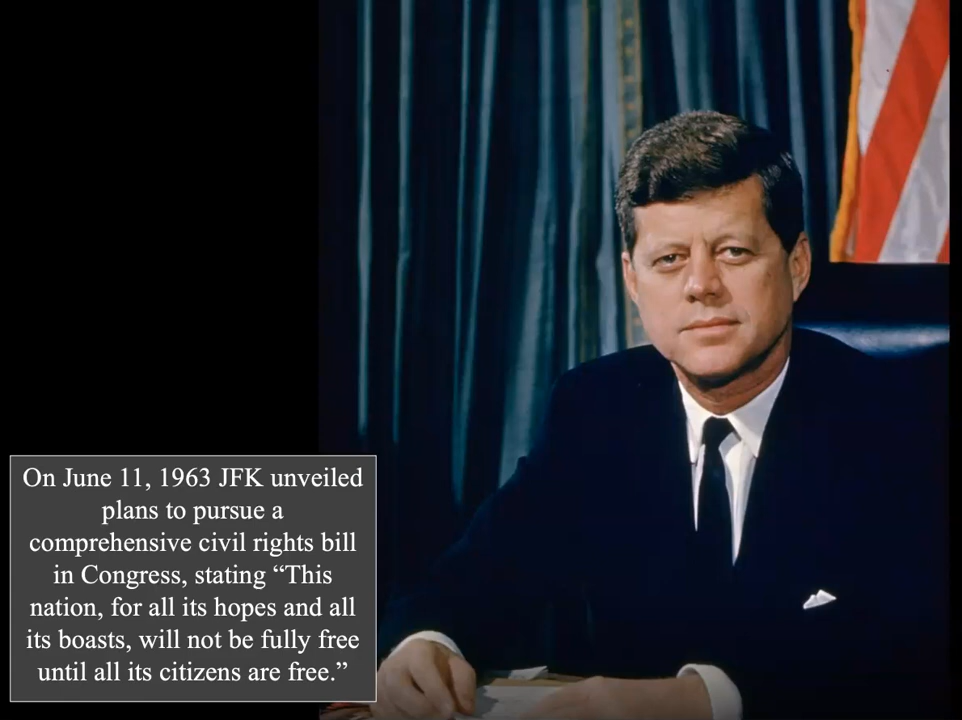 On June 11, 1963 JFK unveiled
plans to pursue a
comprehensive civil rights bill
in Congress, stating “This
nation, for all its hopes and all
its boasts, will not be fully free
until all its citizens are free.”